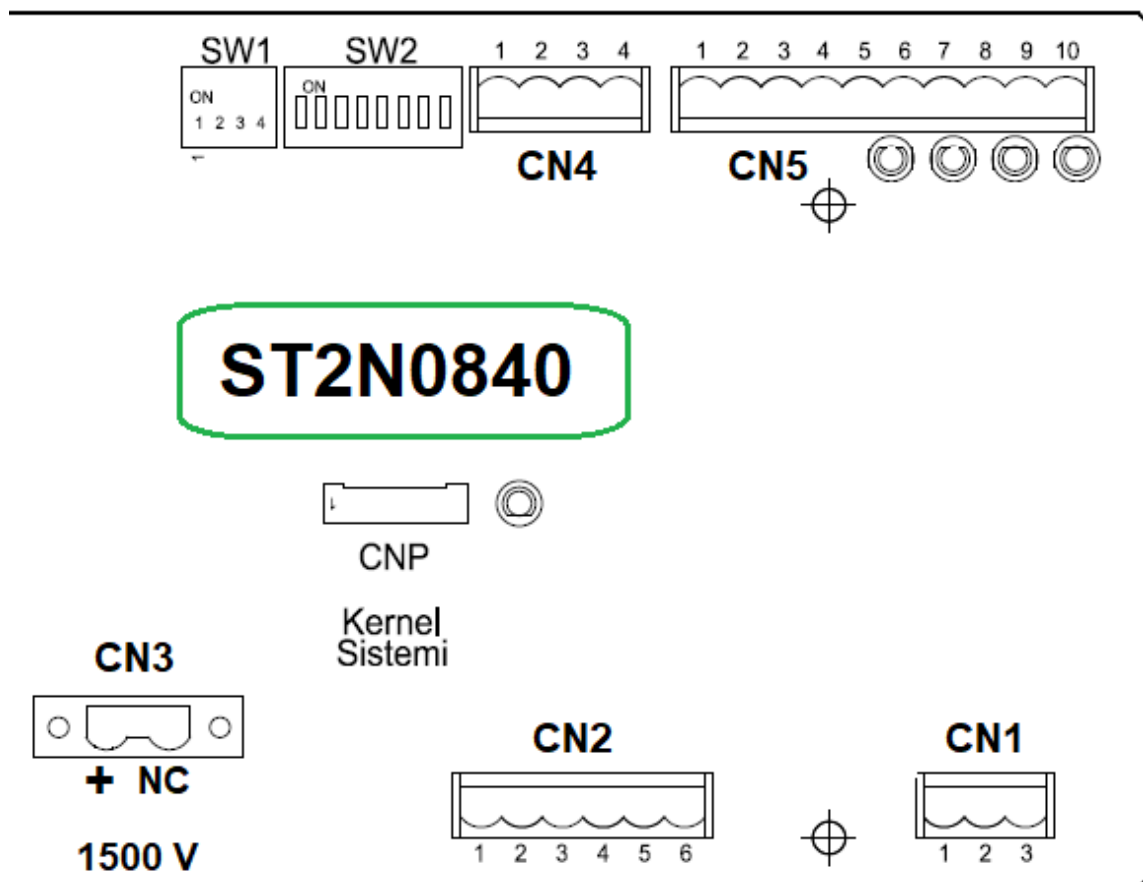 SW1 SW2 1 2 3 4 1 2 3 4 5 6 7 8 9 10
ON ON
1 2 3 4
CN4 CN5
ST2N0840
1
CNP
Kernel
Sistemi
CN3
+ NC
1500 V
CN2 CN1
1 2 3 4 5 6 1 2 3